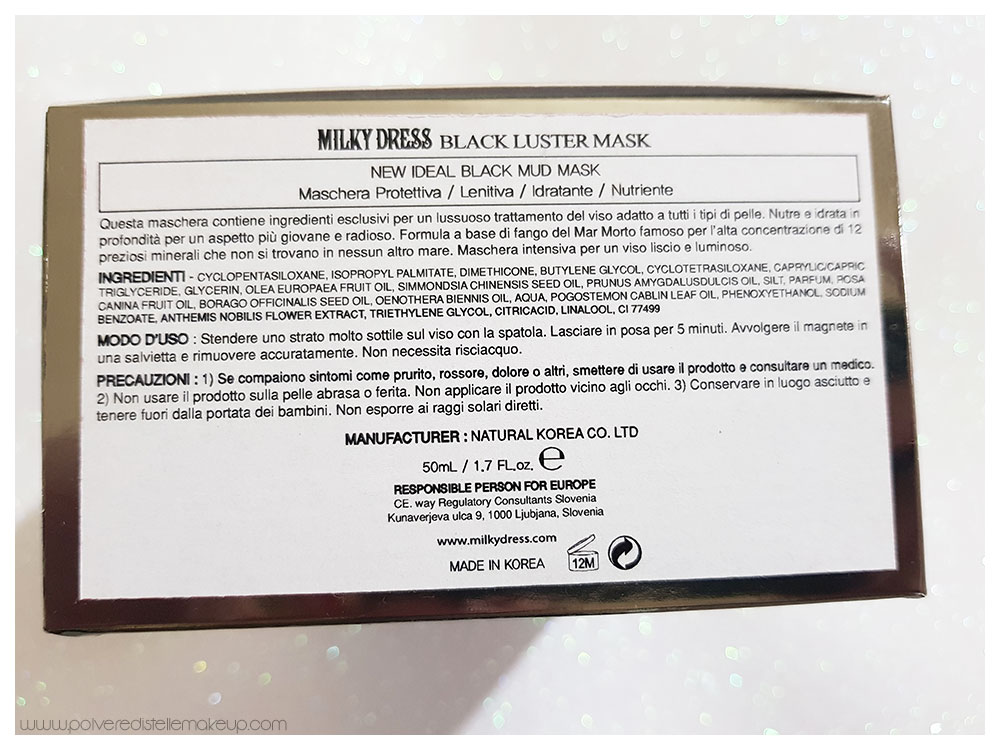 MILKY DRESS BLACK LUSTER MASK
NEW IDEAL BLACK MUD MASK
Maschera Protettiva / Lenitiva / Idratante / Nutriente
Questa maschera contiene ingredienti esclusivi per un lussuoso trattamento del viso adatto a tutti i tipi di pelle. Nutre e idrata in
profondità per un aspetto più giovane e radioso. Formula a base di fango del Mar Morto famoso per l'alta concentrazione di 12
preziosi minerali che non si trovano in nessun altro mare. Maschera intensiva per un viso liscio e luminoso.
INGREDIENTI - CYCLOPENTASILOXANE, ISOPROPYL PALMITATE, DIMETHICONE, BUTYLENE GLYCOL, CYCLOTETRASILOXANE, CAPRYLIC/CAPRIC
TRIGLYCERIDE, GLYCERIN, OLEA EUROPAEA FRUIT OIL, SIMMONDSIA CHINENSIS SEED OIL, PRUNUS AMYGDALUSDULCIS OIL, SILT, PARFUM, ROSA
CANINA FRUIT OIL, BORAGO OFFICINALIS SEED OIL, OENOTHERA BIENNIS OIL, AQUA, POGOSTEMON CABLIN LEAF OIL, PHENOXYETHANOL, SODIUM
BENZOATE, ANTHEMIS NOBILIS FLOWER EXTRACT, TRIETHYLENE GLYCOL, CITRICACID, LINALOOL, CI 77499
MODO D'USO : Stendere uno strato molto sottile sul viso con la spatola. Lasciare in posa per 5 minuti. Avvolgere il magnete in
una salvietta e rimuovere accuratamente. Non necessita risciacquo.
PRECAUZIONI : 1) Se compaiono sintomi come prurito, rossore, dolore o altri, smettere di usare il prodotto e consultare un medico.
2) Non usare il prodotto sulla pelle abrasa o ferita. Non applicare il prodotto vicino agli occhi. 3) Conservare in luogo asciutto e
tenere fuori dalla portata dei bambini. Non esporre ai raggi solari diretti.
MANUFACTURER : NATURAL KOREA CO. LTD
50mL / 1.7 FL.oz. ℮
RESPONSIBLE PERSON FOR EUROPE
CE. way Regulatory Consultants Slovenia
Kunaverjeva ulca 9, 1000 Ljubjana, Slovenia
www.milkydress.com
MADE IN KOREA 12M
www.polveredistellemakeup.com